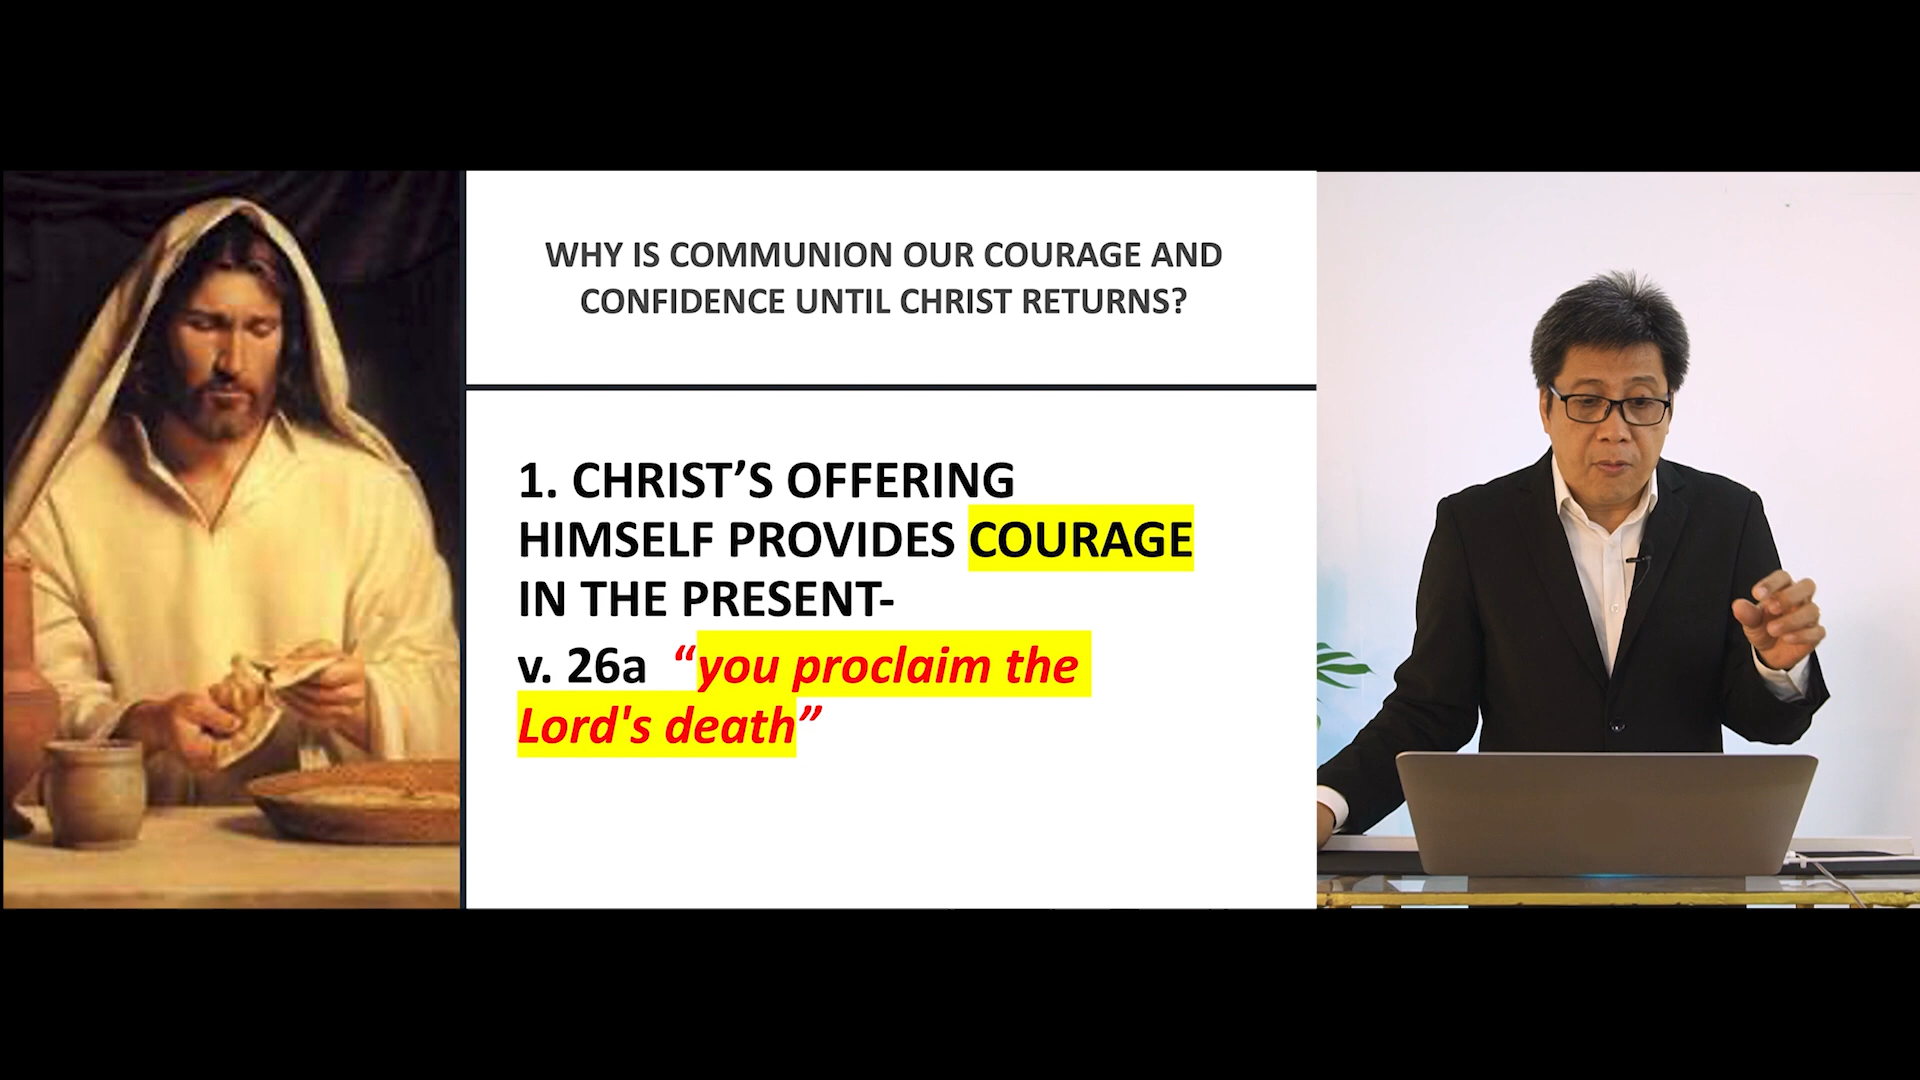 WHY IS COMMUNION OUR COURAGE AND
CONFIDENCE UNTIL CHRIST RETURNS?
1. CHRIST’S OFFERING
HIMSELF PROVIDES COURAGE
IN THE PRESENT-
v. 26a “you proclaim the
Lord's death”